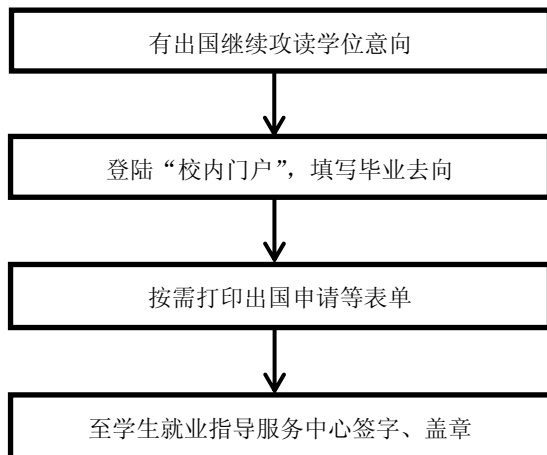 有出国继续攻读学位意向
登陆“校内门户”，填写毕业去向
按需打印出国申请等表单
至学生就业指导服务中心签字、盖章